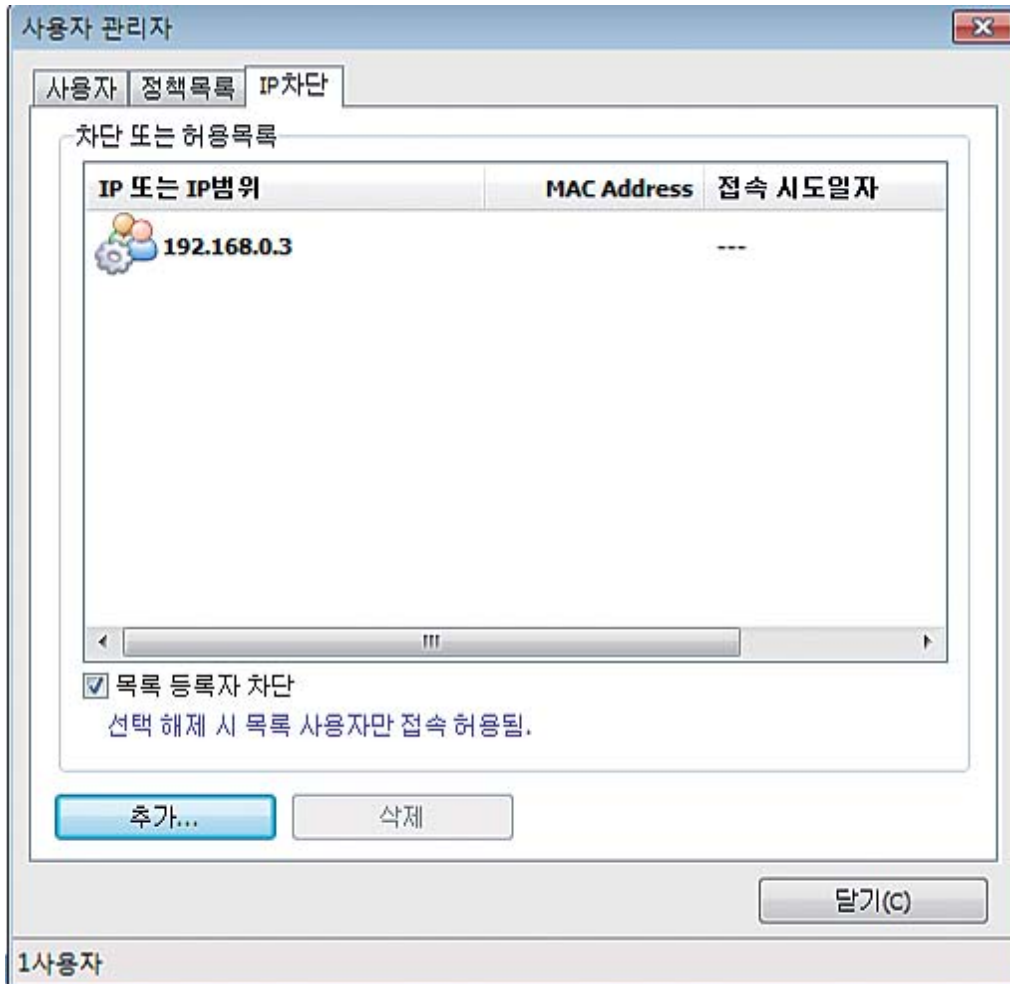 사용자 관리자
사용자 정책목록 IP차단
차단 또는 허용목록
IP 또는 IP범위 MAC Address 접속 시도일자
192.168.0.3 ---
목록 등록자 차단
선택 해제 시 목록 사용자만 접속 허용됨.
추가... 삭제
닫기(C)
1사용자